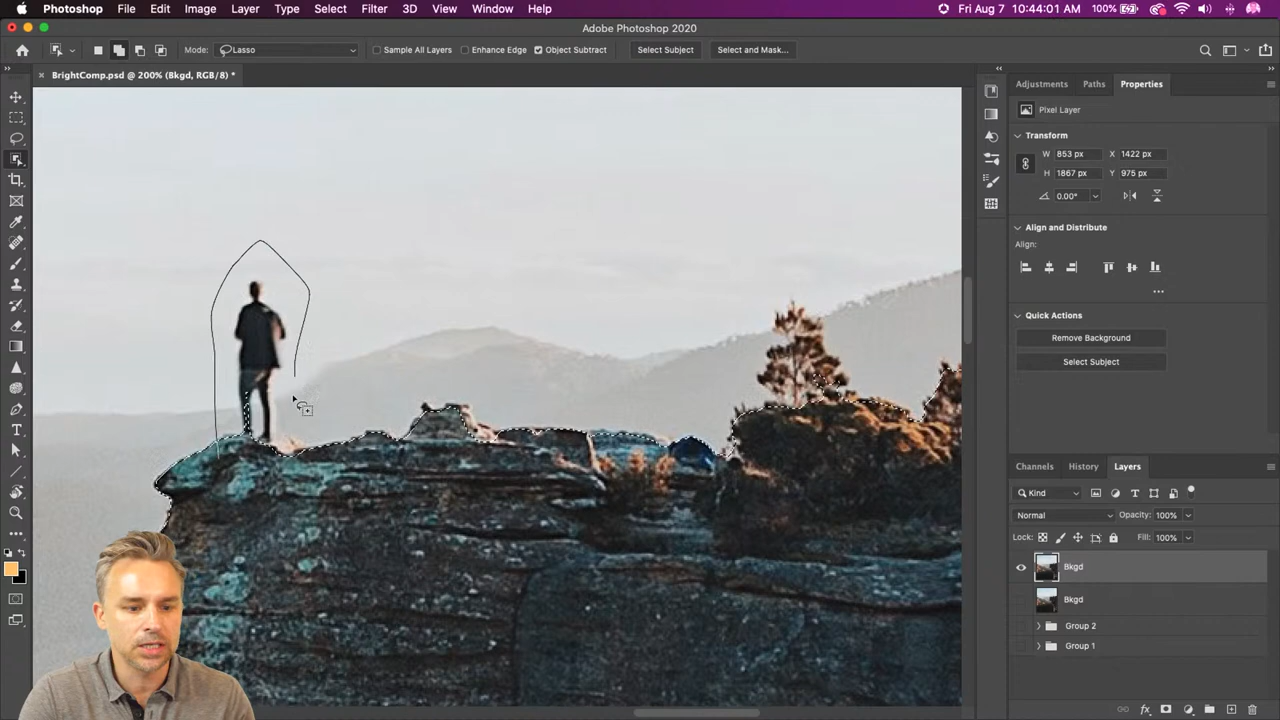 Photoshop File Edit Image Layer Type Select Filter 3D View Window Help 100% Fri Aug 7 10:44:01 AM
Adobe Photoshop 2020
Mode: Lasso Sample All Layers Enhance Edge Object Subtract Select Subject Select and Mask...
× BrightComp.psd @ 200% (Bkgd, RGB/8) *
Adjustments Paths Properties
Pixel Layer
Transform
W 853 px X 1422 px
H 1867 px Y 975 px
0.00°
Align and Distribute
Align:
Quick Actions
Remove Background
Select Subject
Channels History Layers
Kind
Normal Opacity: 100%
Lock: Fill: 100%
Bkgd
Bkgd
Group 2
Group 1